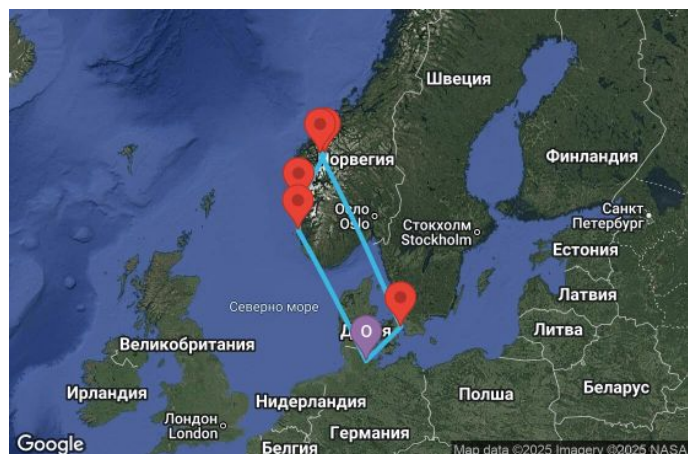 Швеция
Норвегия
Финландия
Осло
Oslo
Санкт
Петербург
Стокхолм
Stockholm
Естония
Латвия
Северно море
Литва
Великобритания
Беларус
Ирландия
Нидерландия
Полша
Лондон
London
Германия
Белгия
O
Google
Map data ©2025 Imagery ©2025 NASA